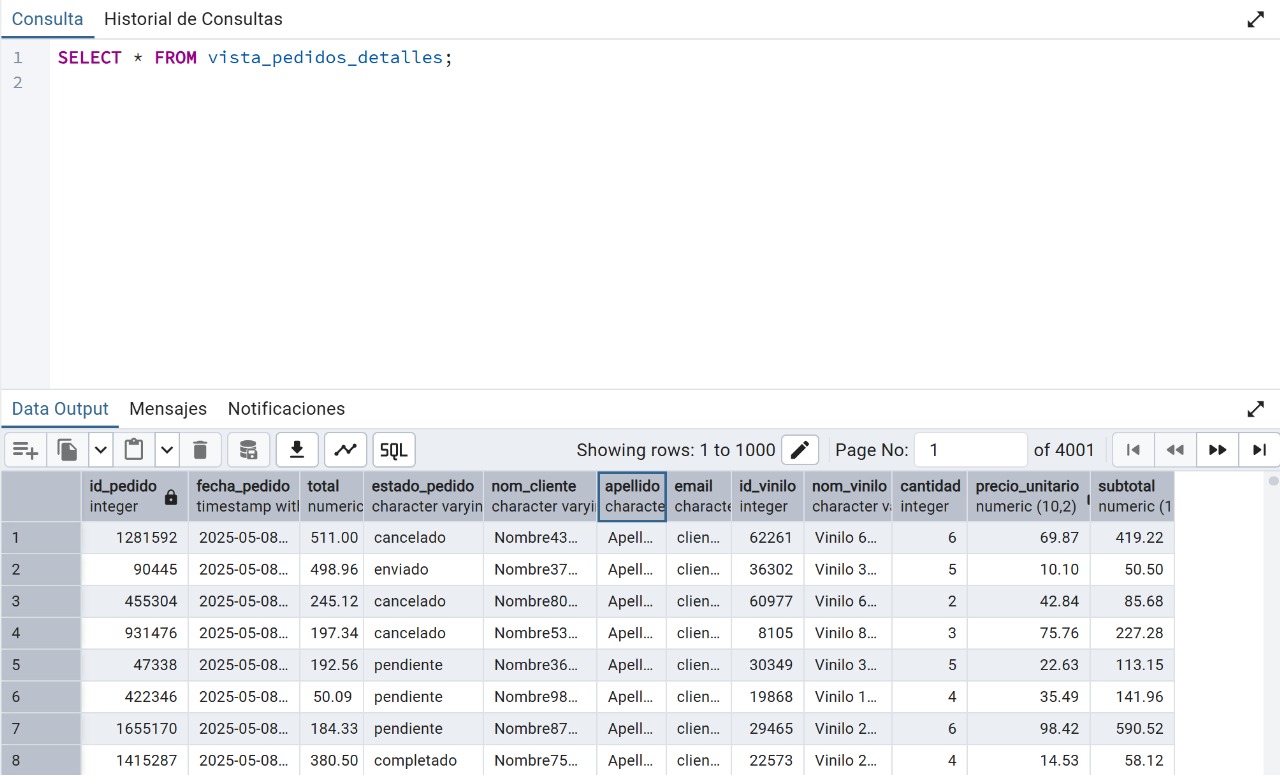 Consulta Historial de Consultas
1 SELECT * FROM vista_pedidos_detalles;
2
Data Output Mensajes Notificaciones
SQL Showing rows: 1 to 1000 Page No: 1 of 4001
id_pedido fecha_pedido total estado_pedido nom_cliente apellido email id_vinilo nom_vinilo cantidad precio_unitario subtotal
integer timestamp witl numeric character varyin character varyi characte characte integer character va integer numeric (10,2) numeric (1
1 1281592 2025-05-08… 511.00 cancelado Nombre43… Apell… clien… 62261 Vinilo 6… 6 69.87 419.22
2 90445 2025-05-08… 498.96 enviado Nombre37… Apell… clien… 36302 Vinilo 3… 5 10.10 50.50
3 455304 2025-05-08… 245.12 cancelado Nombre80… Apell… clien… 60977 Vinilo 6… 2 42.84 85.68
4 931476 2025-05-08… 197.34 cancelado Nombre53… Apell… clien… 8105 Vinilo 8… 3 75.76 227.28
5 47338 2025-05-08… 192.56 pendiente Nombre36… Apell… clien… 30349 Vinilo 3… 5 22.63 113.15
6 422346 2025-05-08… 50.09 pendiente Nombre98… Apell… clien… 19868 Vinilo 1… 4 35.49 141.96
7 1655170 2025-05-08… 184.33 pendiente Nombre87… Apell… clien… 29465 Vinilo 2… 6 98.42 590.52
8 1415287 2025-05-08… 380.50 completado Nombre75… Apell… clien… 22573 Vinilo 2… 4 14.53 58.12